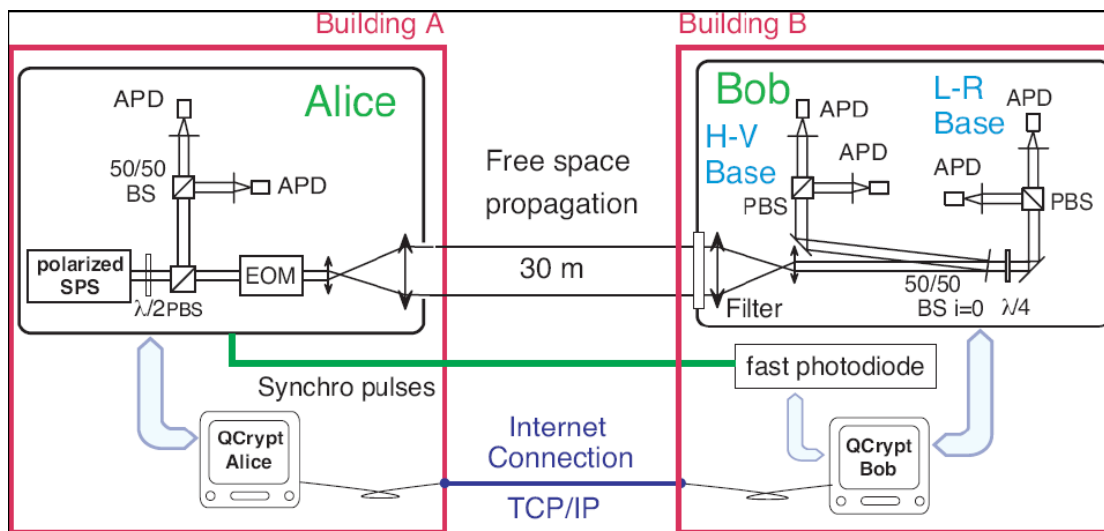 Building A
Building B
Alice
APD
50/50
BS
APD
polarized
SPS
λ/2 PBS
EOM
Free space
propagation
30 m
Bob
H-V
Base
APD
APD
PBS
L-R
Base
APD
APD
PBS
Filter
50/50
BS i=0
λ/4
Synchro pulses
fast photodiode
QCrypt
Alice
Internet
Connection
TCP/IP
QCrypt
Bob